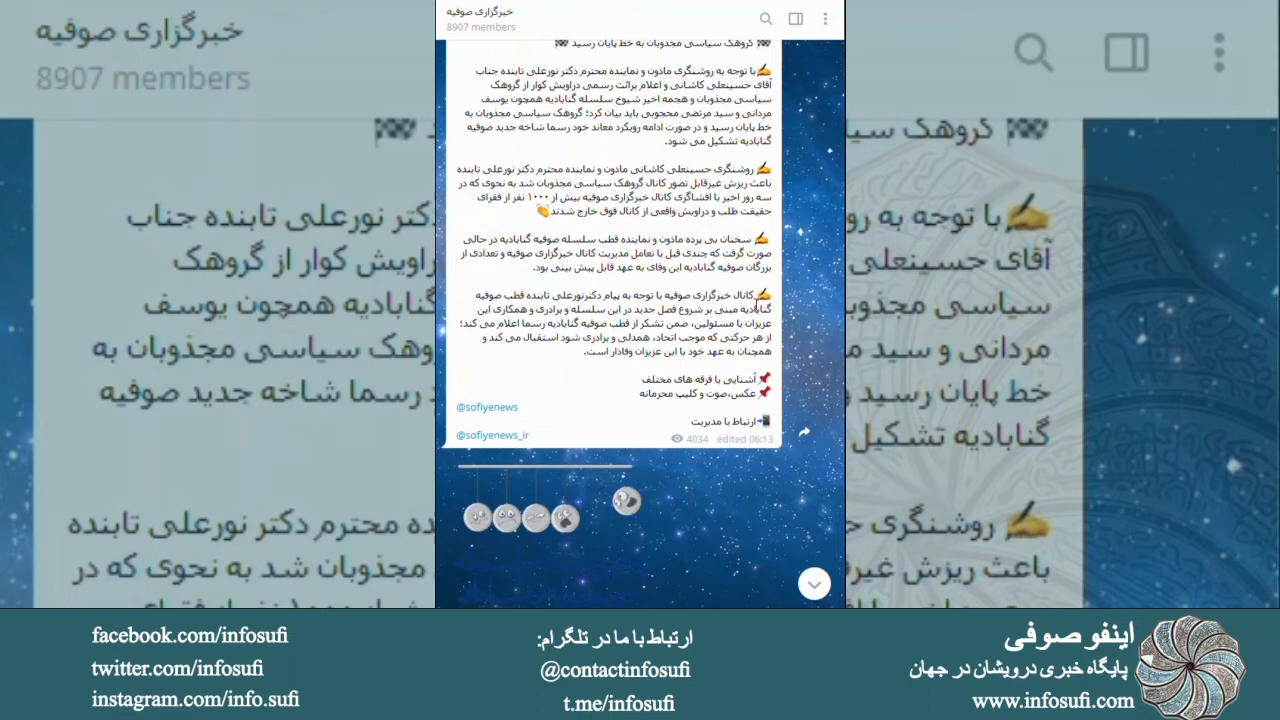 خبرگزاری صوفیه
8907 members
🏁 گروهک سیاسی مجذوبان به خط پایان رسید 🏁
✍️با توجه به روشنگری ماذون و نماینده محترم دکتر نورعلی تابنده جناب
آقای حسینعلی کاشانی و اعلام برائت رسمی دراویش کوار از گروهک
سیاسی مجذوبان و هجمه اخیر شیوخ سلسله گنابادیه همچون یوسف
مردانی و سید مرتضی محجوبی باید بیان کرد؛ گروهک سیاسی مجذوبان به
خط پایان رسید و در صورت ادامه رویکرد معاند خود رسما شاخه جدید صوفیه
گنابادیه تشکیل می شود.
✍️ روشنگری حسینعلی کاشانی ماذون و نماینده محترم دکتر نورعلی تابنده
باعث ریزش غیرقابل تصور کانال گروهک سیاسی مجذوبان شد به نحوی که در
سه روز اخیر با افشاگری کانال خبرگزاری صوفیه بیش از ۱۰۰۰ نفر از فقرای
حقیقت طلب و دراویش واقعی از کانال فوق خارج شدند👏
✍️ سخنان بی پرده ماذون و نماینده قطب سلسله صوفیه گنابادیه در حالی
صورت گرفت که چندی قبل با تعامل مدیریت کانال خبرگزاری صوفیه و تعدادی از
بزرگان صوفیه گنابادیه این وفای به عهد قابل پیش بینی بود.
✍️کانال خبرگزاری صوفیه با توجه به پیام دکترنورعلی تابنده قطب صوفیه
گنابادیه مبنی بر شروع فصل جدید در این سلسله و برادری و همکاری این
عزیزان با مسئولین، ضمن تشکر از قطب صوفیه گنابادیه رسما اعلام می کند؛
از هر حرکتی که موجب اتحاد، همدلی و برادری شود استقبال می کند و
همچنان به عهد خود با این عزیزان وفادار است.
📌آشنایی با فرقه های مختلف
📌عکس،صوت و کلیپ محرمانه
@sofiyenews
📲ارتباط با مدیریت
@sofiyenews_ir
4034 edited 06:13
facebook.com/infosufi
twitter.com/infosufi
instagram.com/info.sufi
ارتباط با ما در تلگرام:
@contactinfosufi
t.me/infosufi
اینفو صوفی
پایگاه خبری درویشان در جهان
www.infosufi.com